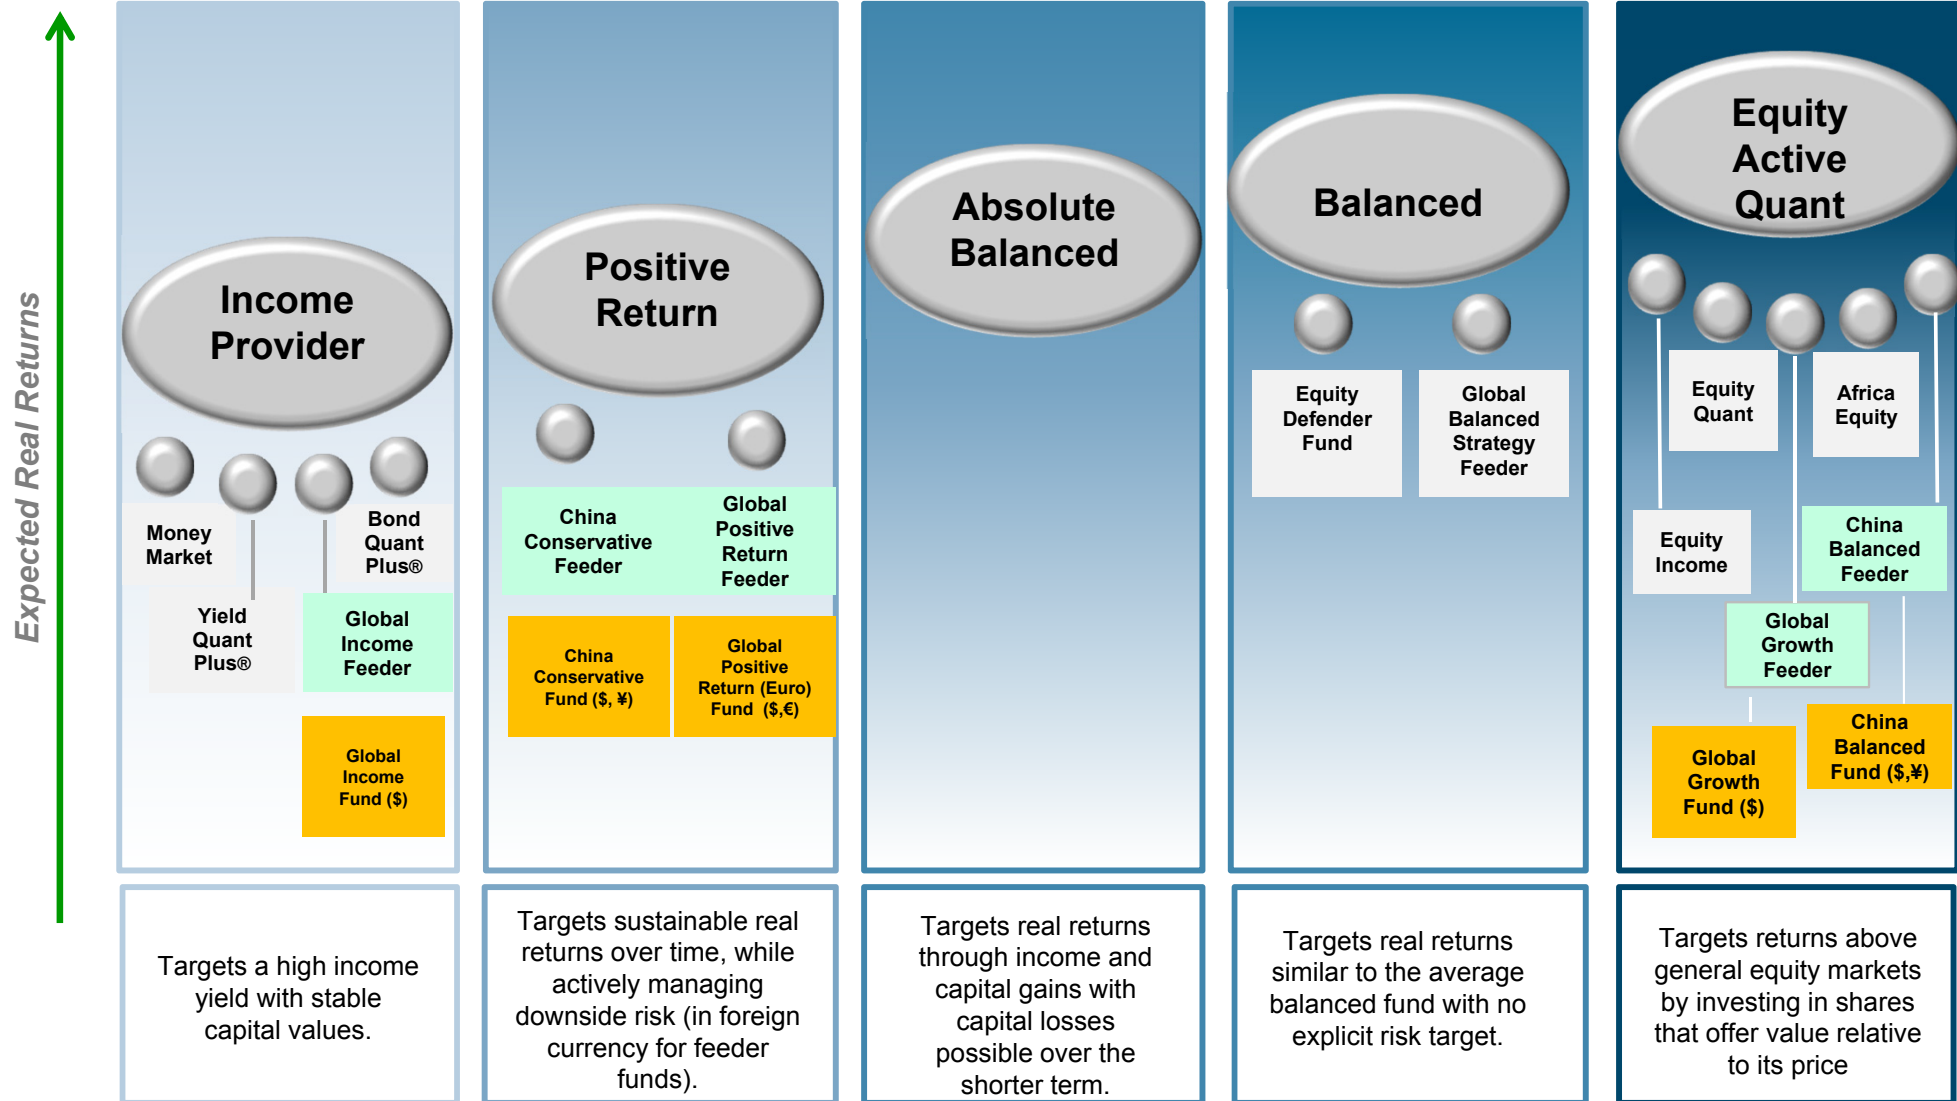 Expected Real Returns
Income
Provider
Money
Market
Yield
Quant
Plus®
Global
Income
Feeder
Bond
Quant
Plus®
Global
Income
Fund ($)
Targets a high income
yield with stable
capital values.
Positive
Return
China
Conservative
Feeder
Global
Positive
Return
Feeder
China
Conservative
Fund ($, ¥)
Global
Positive
Return (Euro)
Fund ($,€)
Targets sustainable real
returns over time, while
actively managing
downside risk (in foreign
currency for feeder
funds).
Absolute
Balanced
Targets real returns
through income and
capital gains with
capital losses
possible over the
shorter term.
Balanced
Equity
Defender
Fund
Global
Balanced
Strategy
Feeder
Targets real returns
similar to the average
balanced fund with no
explicit risk target.
Equity
Active
Quant
Equity
Quant
Africa
Equity
Equity
Income
China
Balanced
Feeder
Global
Growth
Feeder
Global
Growth
Fund ($)
China
Balanced
Fund ($,¥)
Targets returns above
general equity markets
by investing in shares
that offer value relative
to its price